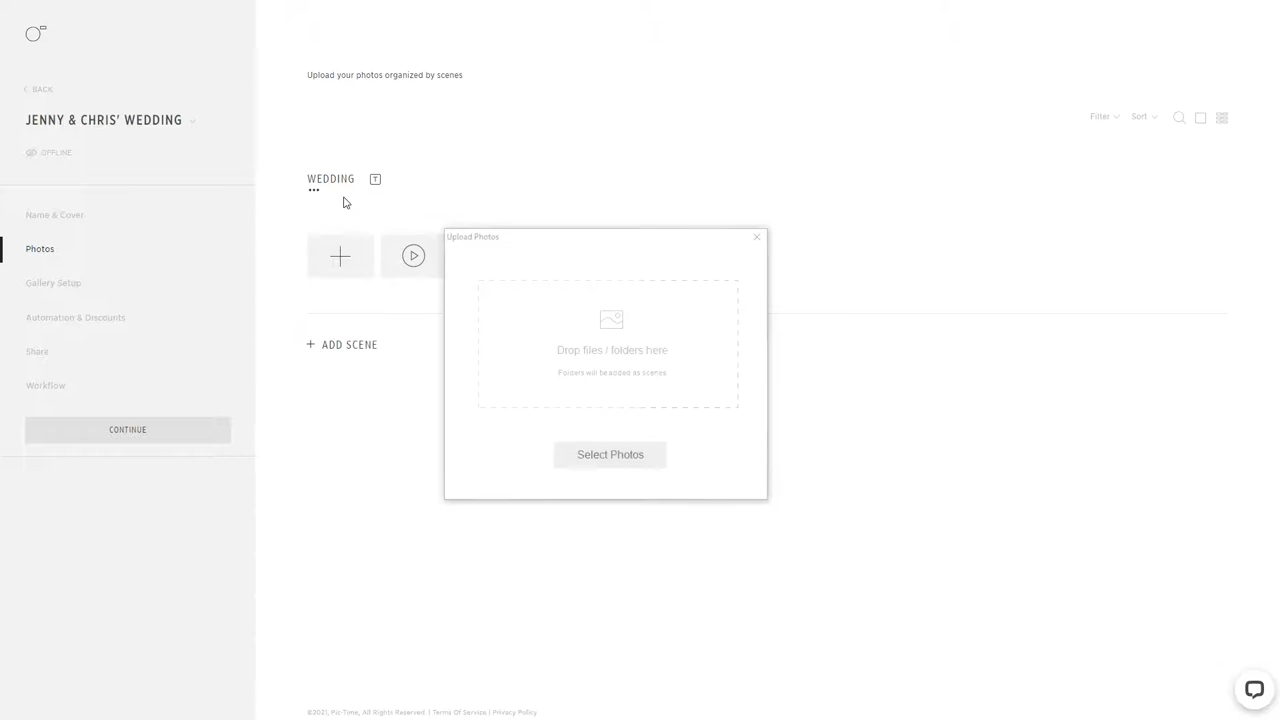 BACK
JENNY & CHRIS' WEDDING
OFFLINE
Name & Cover
Photos
Gallery Setup
Automation & Discounts
Share
Workflow
CONTINUE
Upload your photos organized by scenes
Filter
Sort
WEDDING
T
Upload Photos
Drop files / folders here
Folders will be added as scenes
Select Photos
+ ADD SCENE
©2021, Pic-Time, All Rights Reserved. | Terms Of Service | Privacy Policy